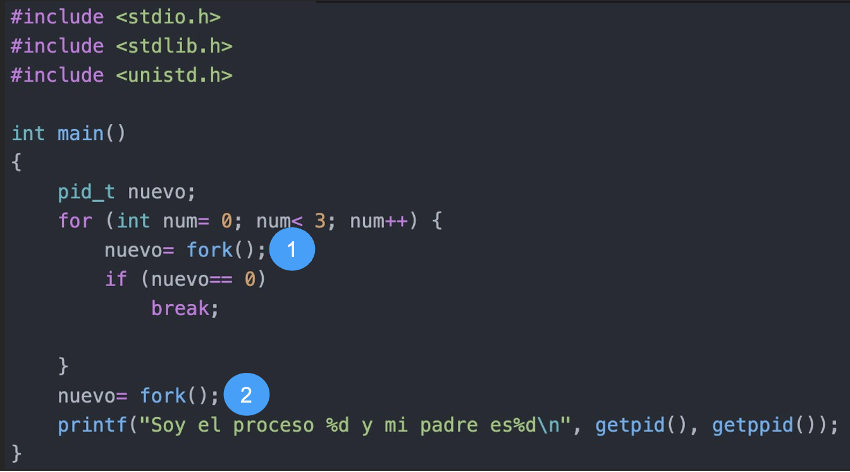 #include <stdio.h>
#include <stdlib.h>
#include <unistd.h>
int main()
{
    pid_t nuevo;
    for (int num= 0; num< 3; num++) {
        nuevo= fork(); 1
        if (nuevo== 0)
            break;
    }
    nuevo= fork(); 2
    printf("Soy el proceso %d y mi padre es%d\n", getpid(), getppid());
}